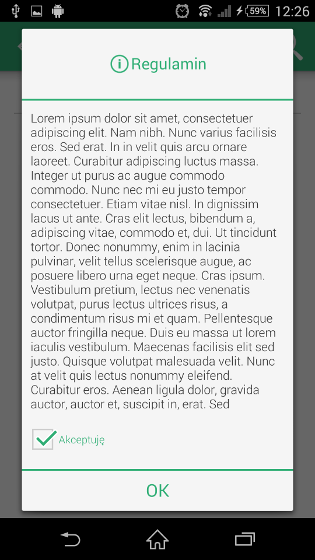 59%
12:26
Regulamin
Lorem ipsum dolor sit amet, consectetuer
adipiscing elit. Nam nibh. Nunc varius facilisis
eros. Sed erat. In in velit quis arcu ornare
laoreet. Curabitur adipiscing luctus massa.
Integer ut purus ac augue commodo
commodo. Nunc nec mi eu justo tempor
consectetuer. Etiam vitae nisl. In dignissim
lacus ut ante. Cras elit lectus, bibendum a,
adipiscing vitae, commodo et, dui. Ut tincidunt
tortor. Donec nonummy, enim in lacinia
pulvinar, velit tellus scelerisque augue, ac
posuere libero urna eget neque. Cras ipsum.
Vestibulum pretium, lectus nec venenatis
volutpat, purus lectus ultrices risus, a
condimentum risus mi et quam. Pellentesque
auctor fringilla neque. Duis eu massa ut lorem
iaculis vestibulum. Maecenas facilisis elit sed
justo. Quisque volutpat malesuada velit. Nunc
at velit quis lectus nonummy eleifend.
Curabitur eros. Aenean ligula dolor, gravida
auctor, auctor et, suscipit in, erat. Sed
Akceptuję
OK